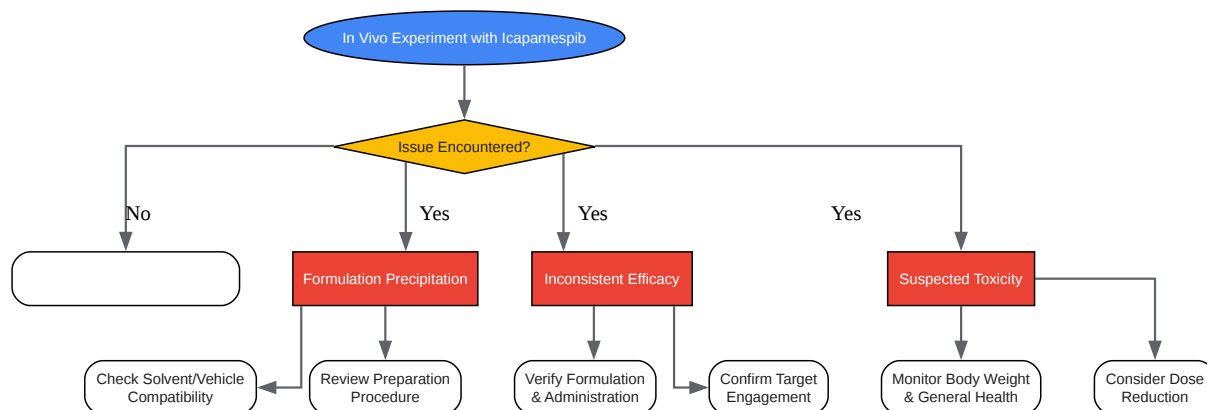 In Vivo Experiment with Icapamespib
Issue Encountered?
No
Yes
Yes
Yes
Formulation Precipitation
Inconsistent Efficacy
Suspected Toxicity
Check Solvent/Vehicle
Compatibility
Review Preparation
Procedure
Verify Formulation
& Administration
Confirm Target
Engagement
Monitor Body Weight
& General Health
Consider Dose
Reduction